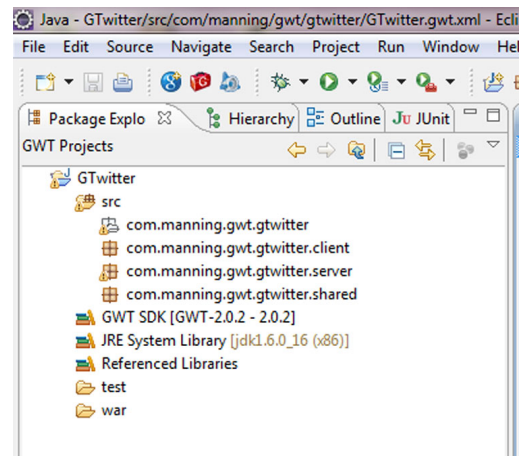 Java - GTwitter/src/com/manning/gwt/gtwitter/GTwitter.gwt.xml - Ecli
File Edit Source Navigate Search Project Run Window Hel
Package Explo Hierarchy Outline Ju JUnit
GWT Projects
GTwitter
src
com.manning.gwt.gtwitter
com.manning.gwt.gtwitter.client
com.manning.gwt.gtwitter.server
com.manning.gwt.gtwitter.shared
GWT SDK [GWT-2.0.2 - 2.0.2]
JRE System Library [jdk1.6.0_16 (x86)]
Referenced Libraries
test
war